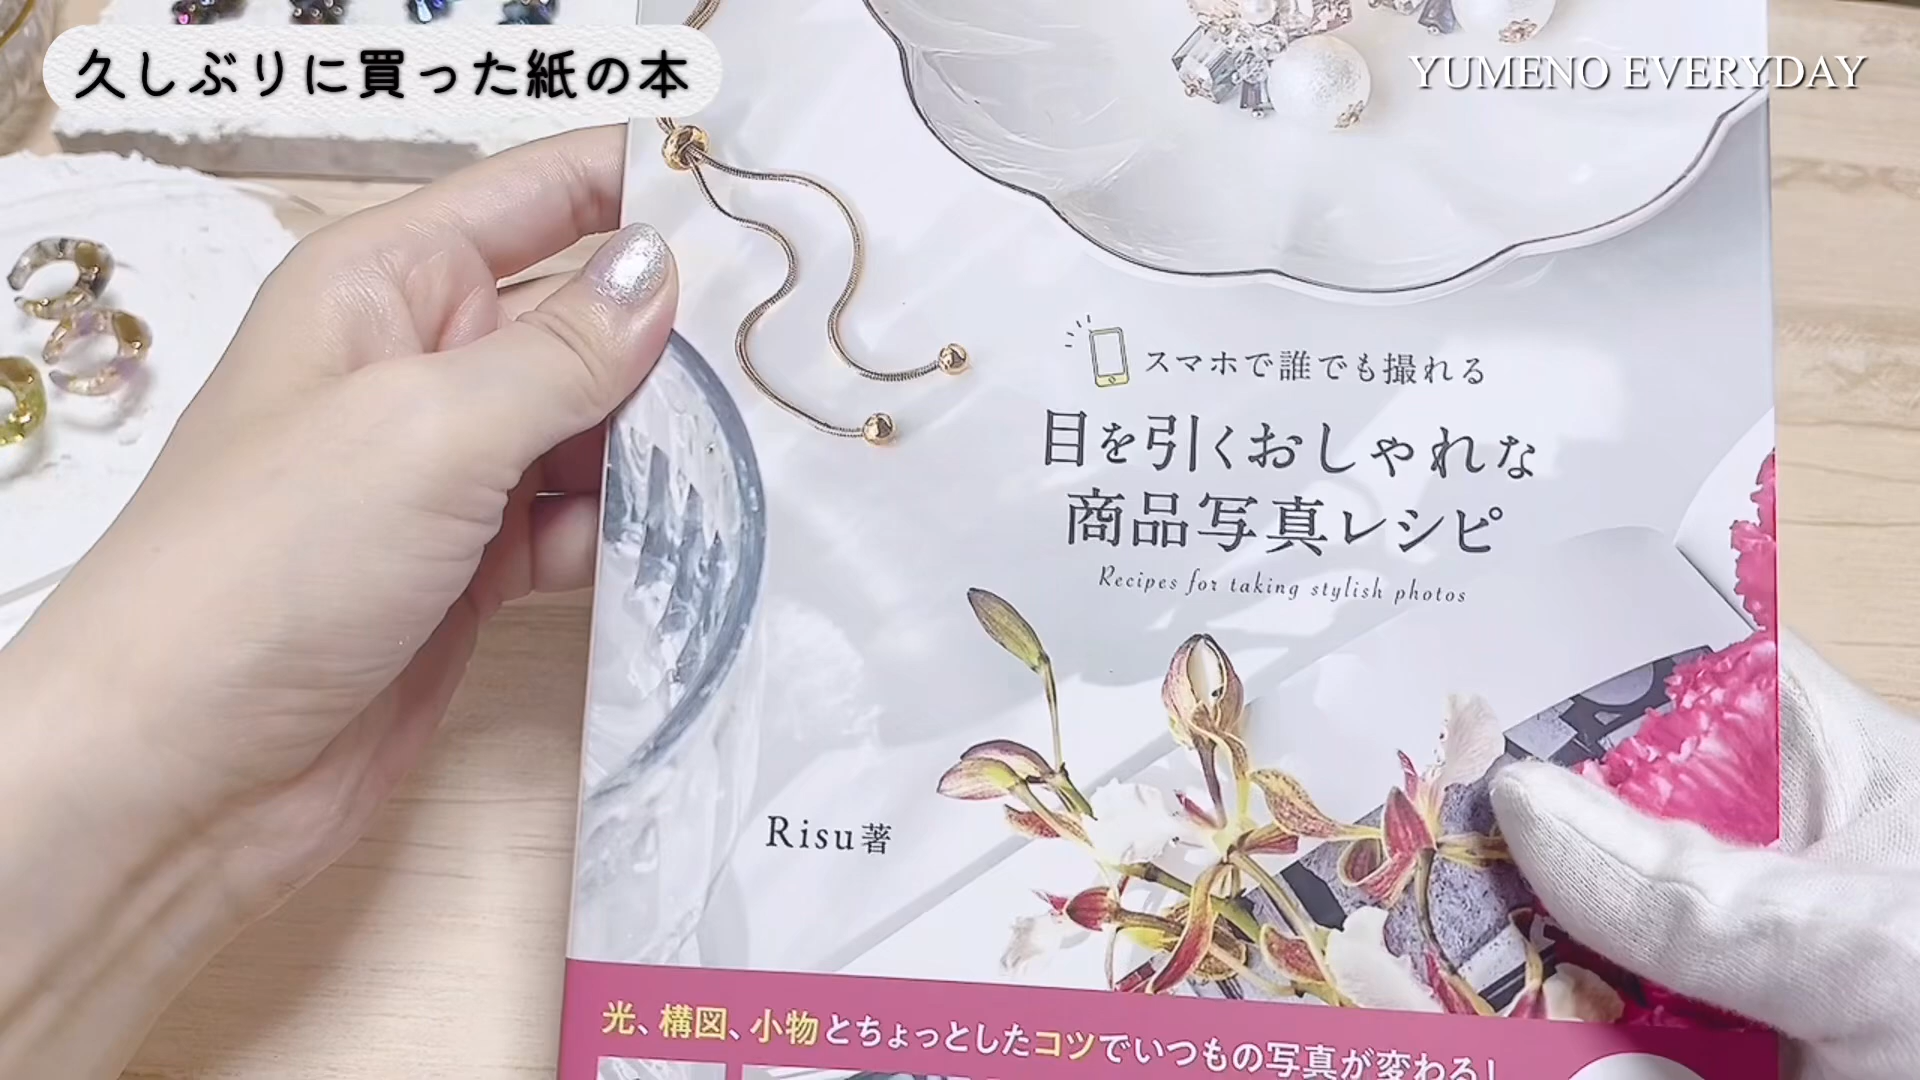 久しぶりに買った紙の本
YUMENO EVERYDAY
スマホで誰でも撮れる
目を引くおしゃれな
商品写真レシピ
Recipes for taking stylish photos
Risu著
光、構図、小物とちょっとしたコツでいつもの写真が変わる!